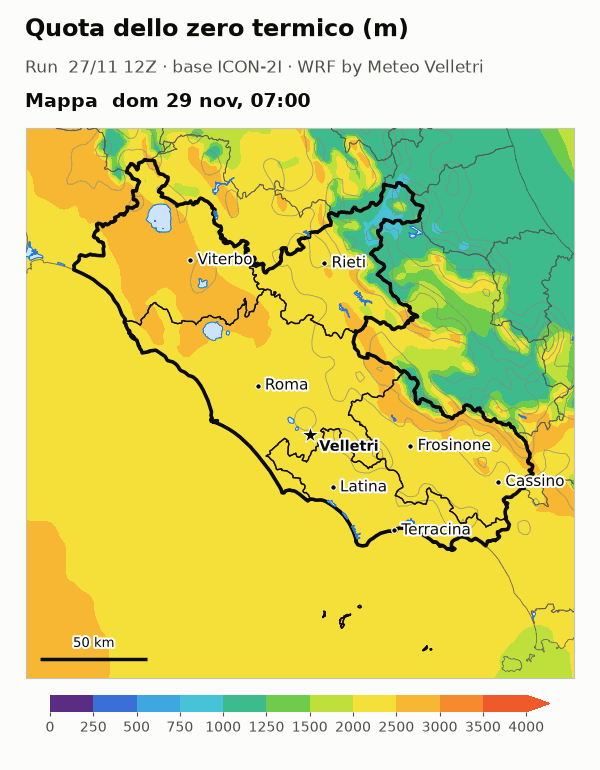 Quota dello zero termico (m)
Run 27/11 12Z · base ICON-2I · WRF by Meteo Velletri
Mappa dom 29 nov, 07:00
Viterbo
Rieti
Roma
Velletri
Frosinone
Latina
Cassino
Terracina
50 km
0 250 500 750 1000 1250 1500 2000 2500 3000 3500 4000